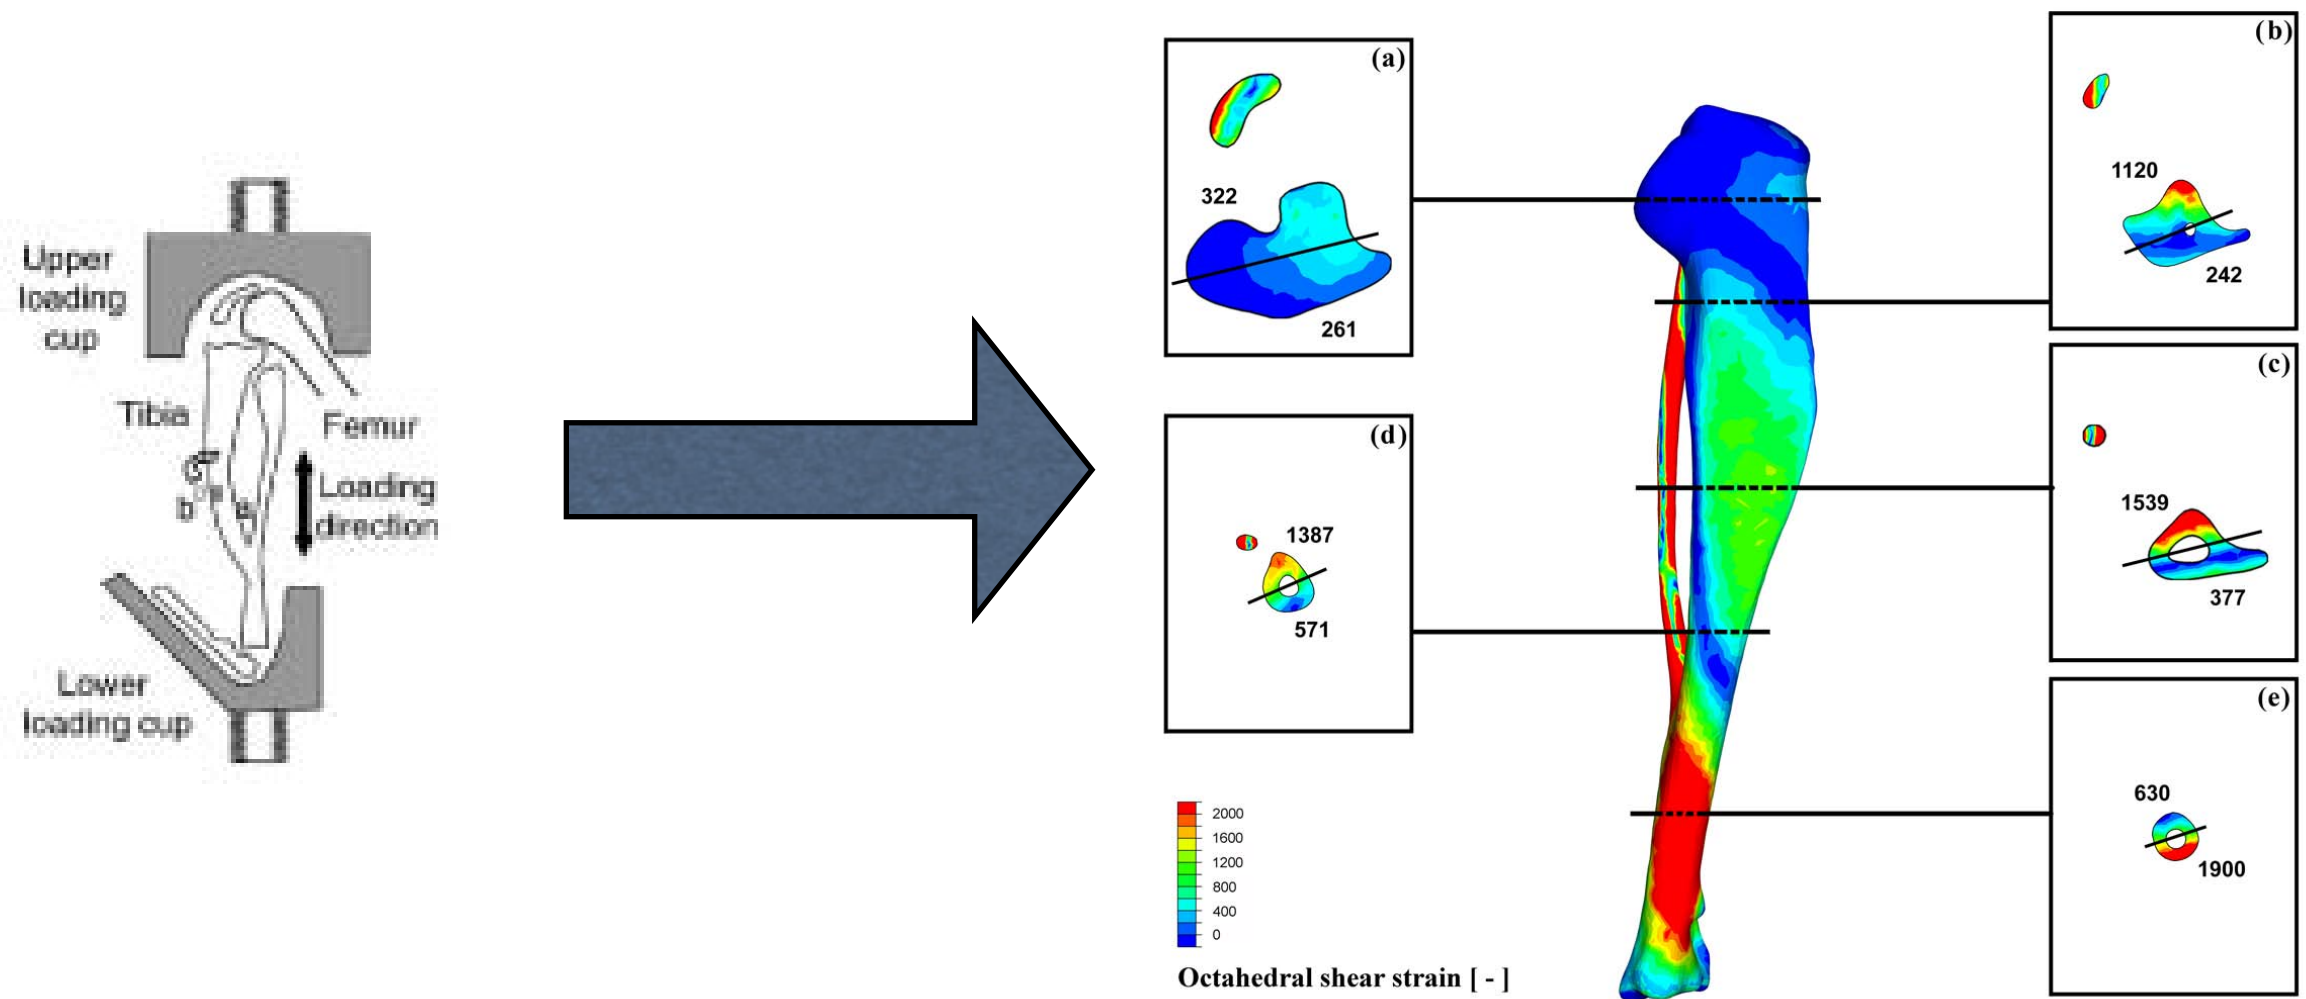 Upper
loading
cup
Tibia
Femur
Loading
direction
C
b
a
Lower
loading cup
(a)
322
261
(b)
1120
242
(c)
1539
377
(d)
1387
571
(e)
630
1900
2000
1600
1200
800
400
0
Octahedral shear strain [ - ]